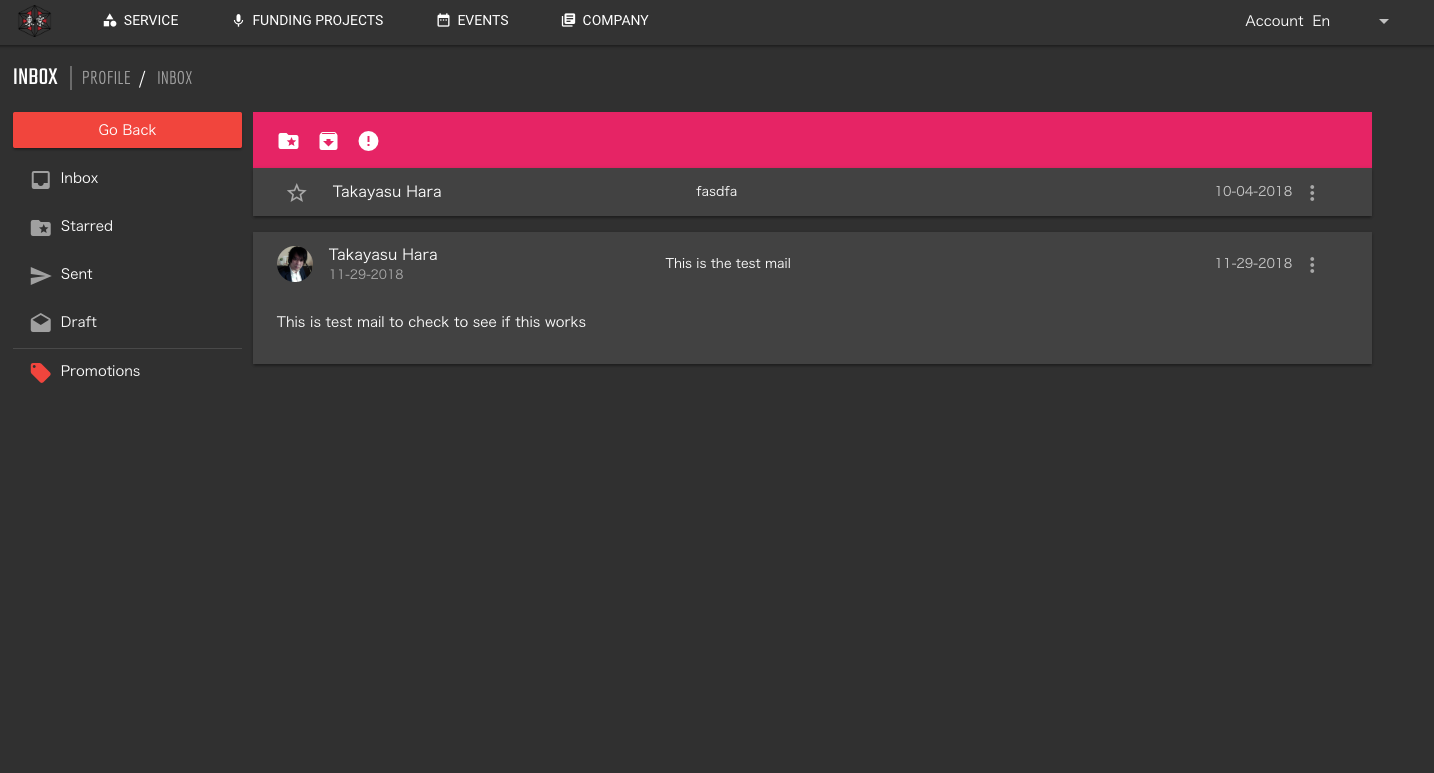 SERVICE FUNDING PROJECTS EVENTS COMPANY Account En
INBOX PROFILE / INBOX
Go Back
Inbox
Starred
Sent
Draft
Promotions
Takayasu Hara fasdfa 10-04-2018
Takayasu Hara
11-29-2018
This is the test mail 11-29-2018
This is test mail to check to see if this works